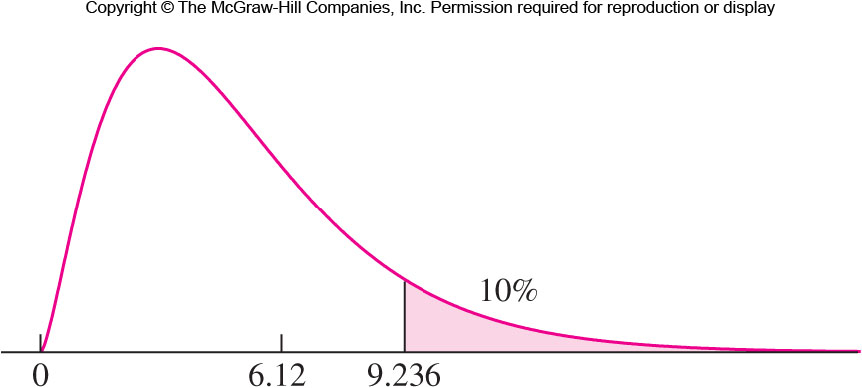 Copyright © The McGraw-Hill Companies, Inc. Permission required for reproduction or display
10%
0 6.12 9.236